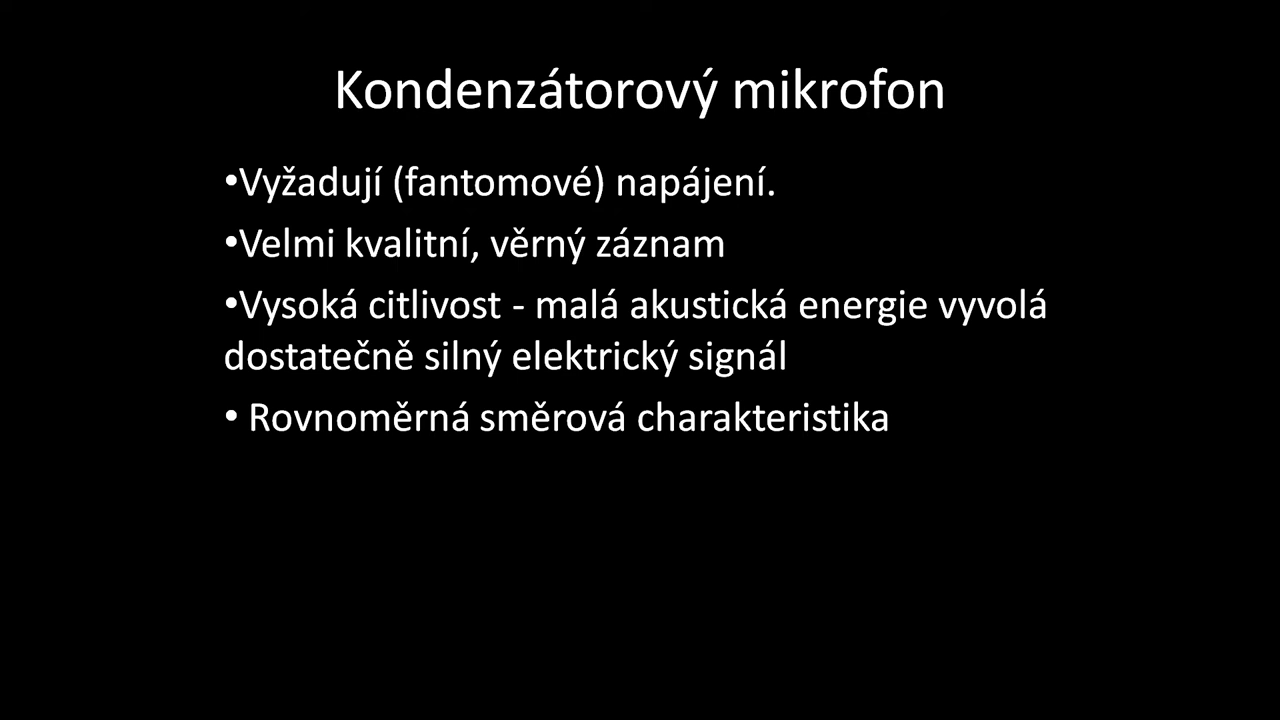 Kondenzátorový mikrofon
•Vyžadují (fantomové) napájení.
•Velmi kvalitní, věrný záznam
•Vysoká citlivost - malá akustická energie vyvolá
dostatečně silný elektrický signál
• Rovnoměrná směrová charakteristika